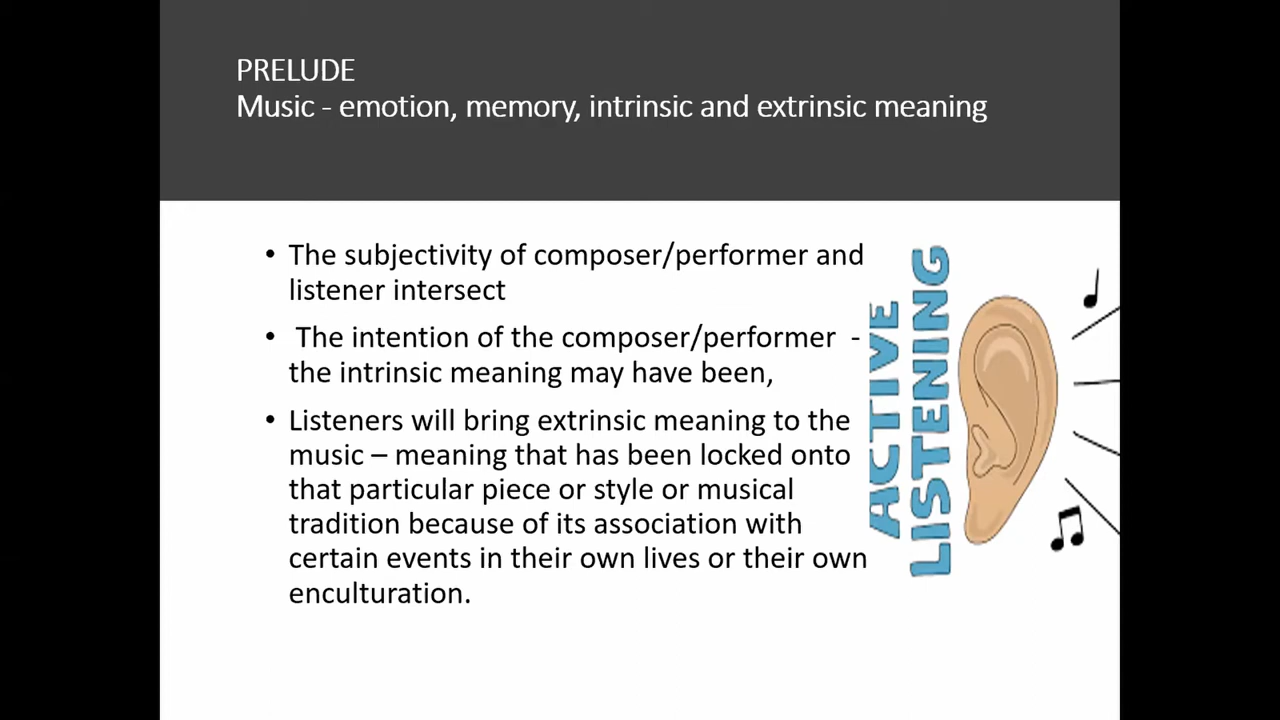 PRELUDE
Music - emotion, memory, intrinsic and extrinsic meaning
• The subjectivity of composer/performer and
listener intersect
• The intention of the composer/performer -
the intrinsic meaning may have been,
• Listeners will bring extrinsic meaning to the
music – meaning that has been locked onto
that particular piece or style or musical
tradition because of its association with
certain events in their own lives or their own
enculturation.
ACTIVE
LISTENING